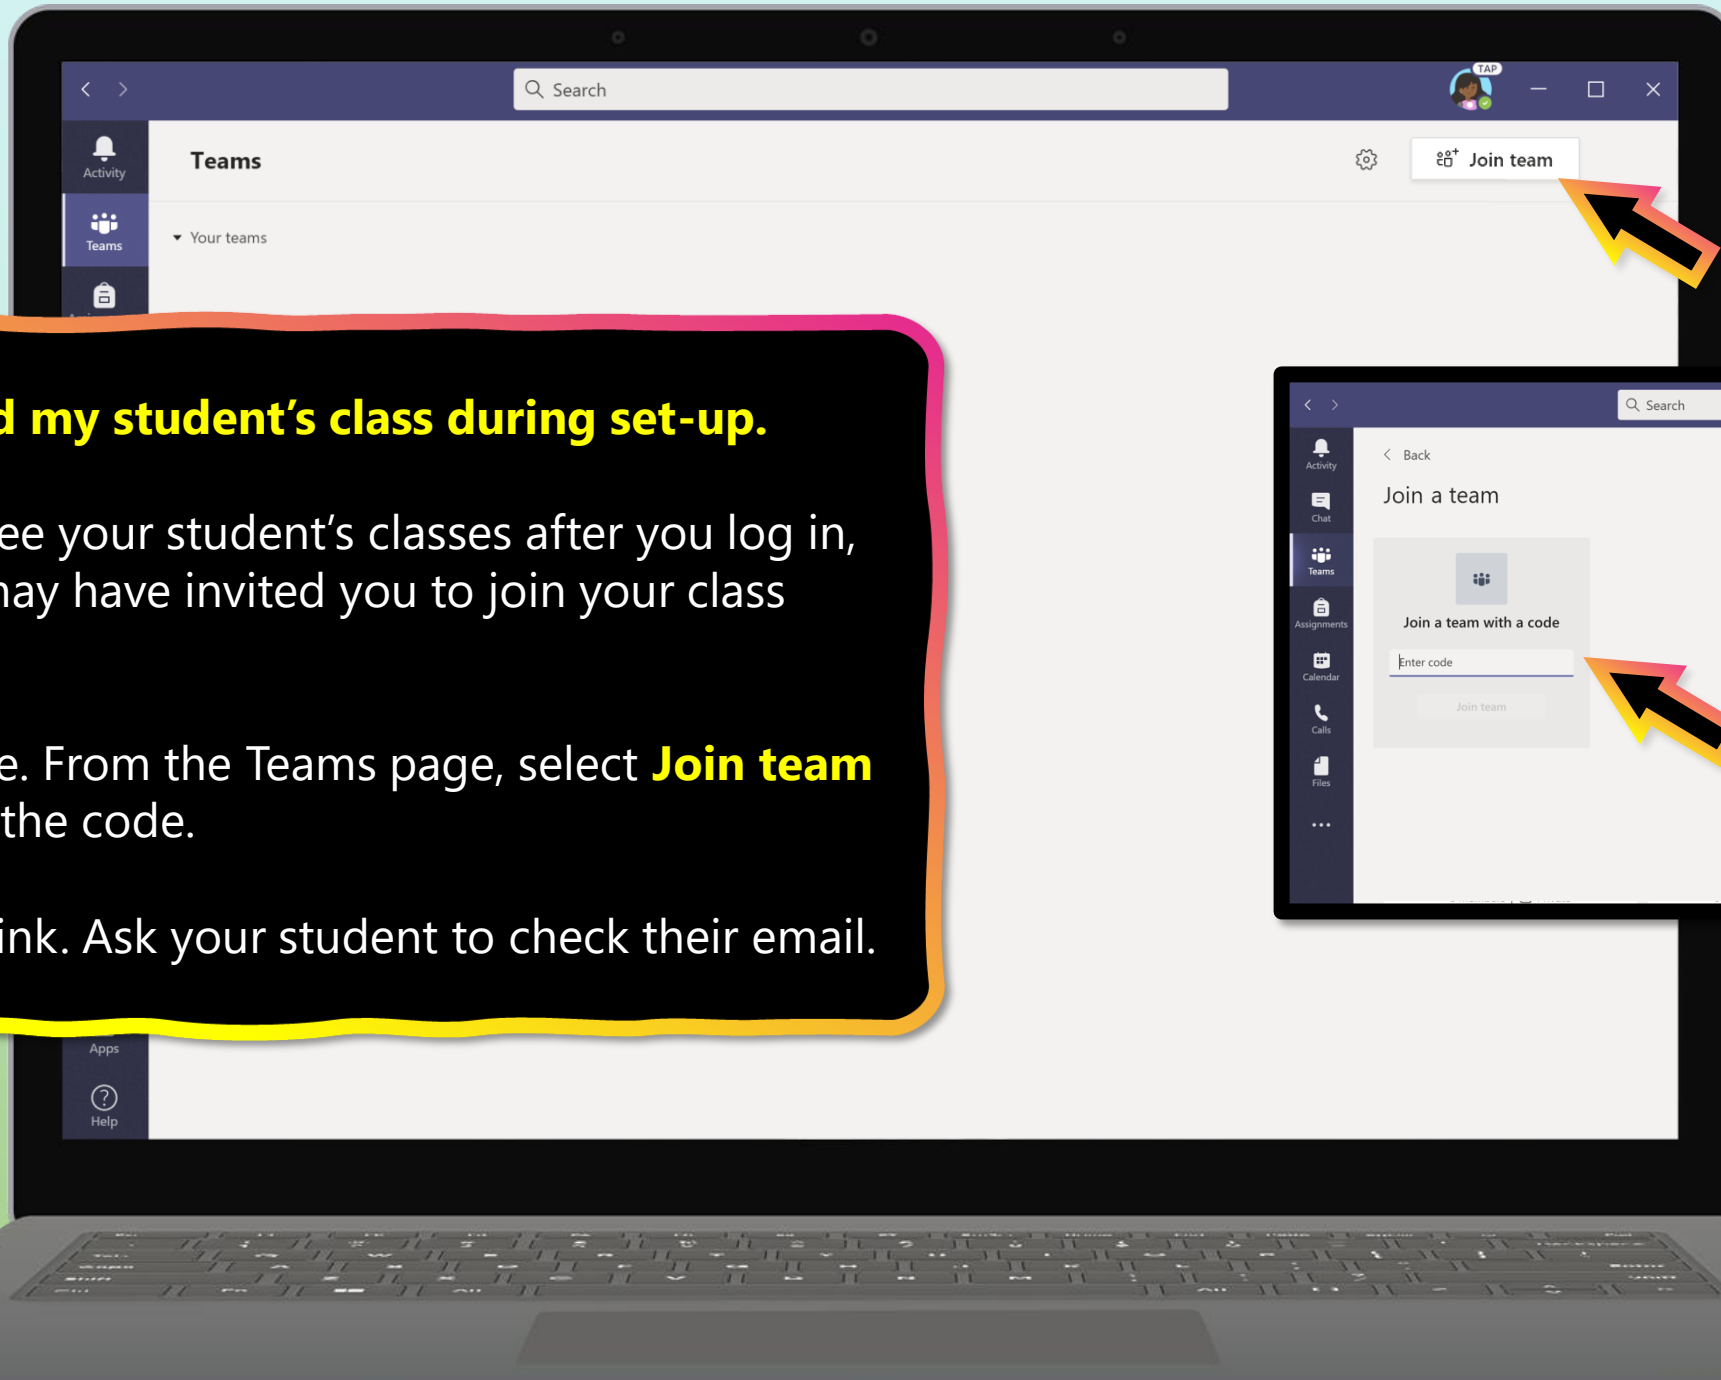 Search
TAP
Activity
Teams
Join team
Teams
Your teams
d my student's class during set-up.
ee your student's classes after you log in,
nay have invited you to join your class
e. From the Teams page, select Join team
the code.
ink. Ask your student to check their email.
Apps
Help
Search
Activity
Back
Join a team
Chat
Teams
Assignments
Join a team with a code
Enter code
Calendar
Join team
Calls
Files